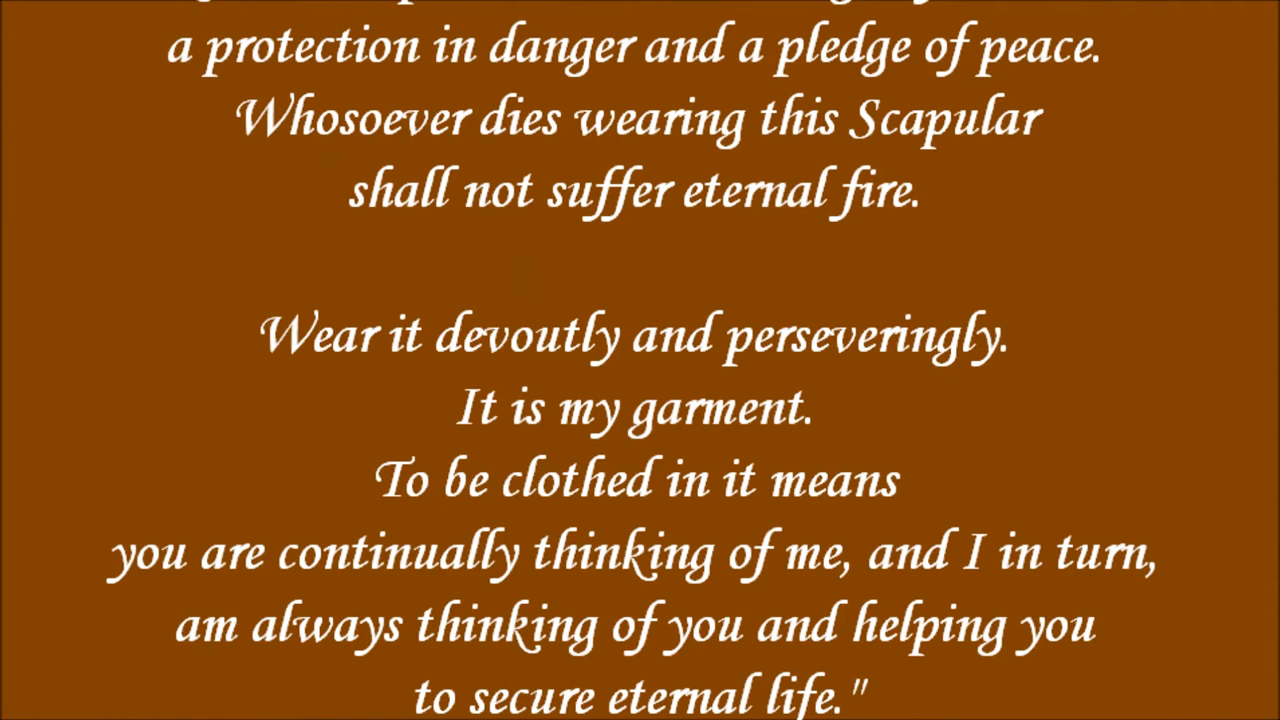 a protection in danger and a pledge of peace.
Whosoever dies wearing this Scapular
shall not suffer eternal fire.
Wear it devoutly and perseveringly.
It is my garment.
To be clothed in it means
you are continually thinking of me, and I in turn,
am always thinking of you and helping you
to secure eternal life."